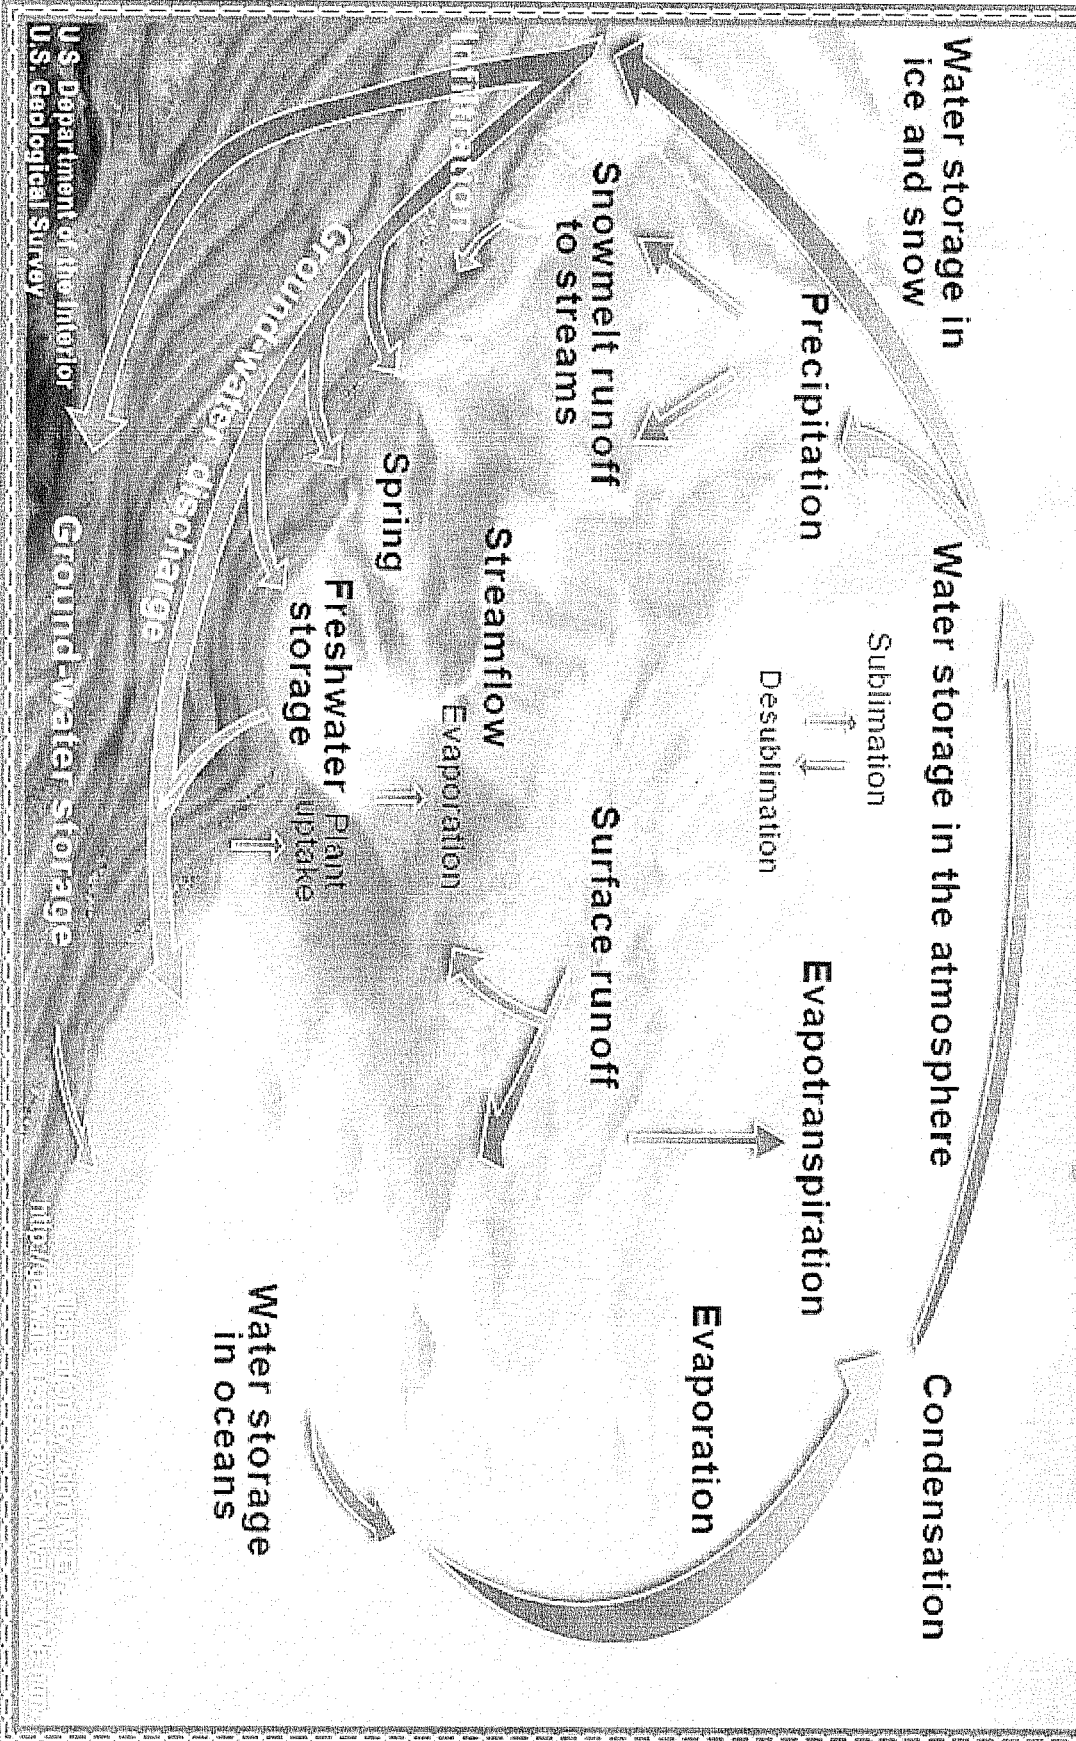 Water storage in
ice and snow
Water storage in the atmosphere
Condensation
Sublimation
Desublimation
Precipitation
Evapotranspiration
Evaporation
Snowmelt runoff
to streams
Surface runoff
Infiltration
Streamflow
Evaporation
Spring
Freshwater
storage
Plant
uptake
Ground-water discharge
Water storage
in oceans
Ground-water storage
U.S. Department of the Interior
U.S. Geological Survey